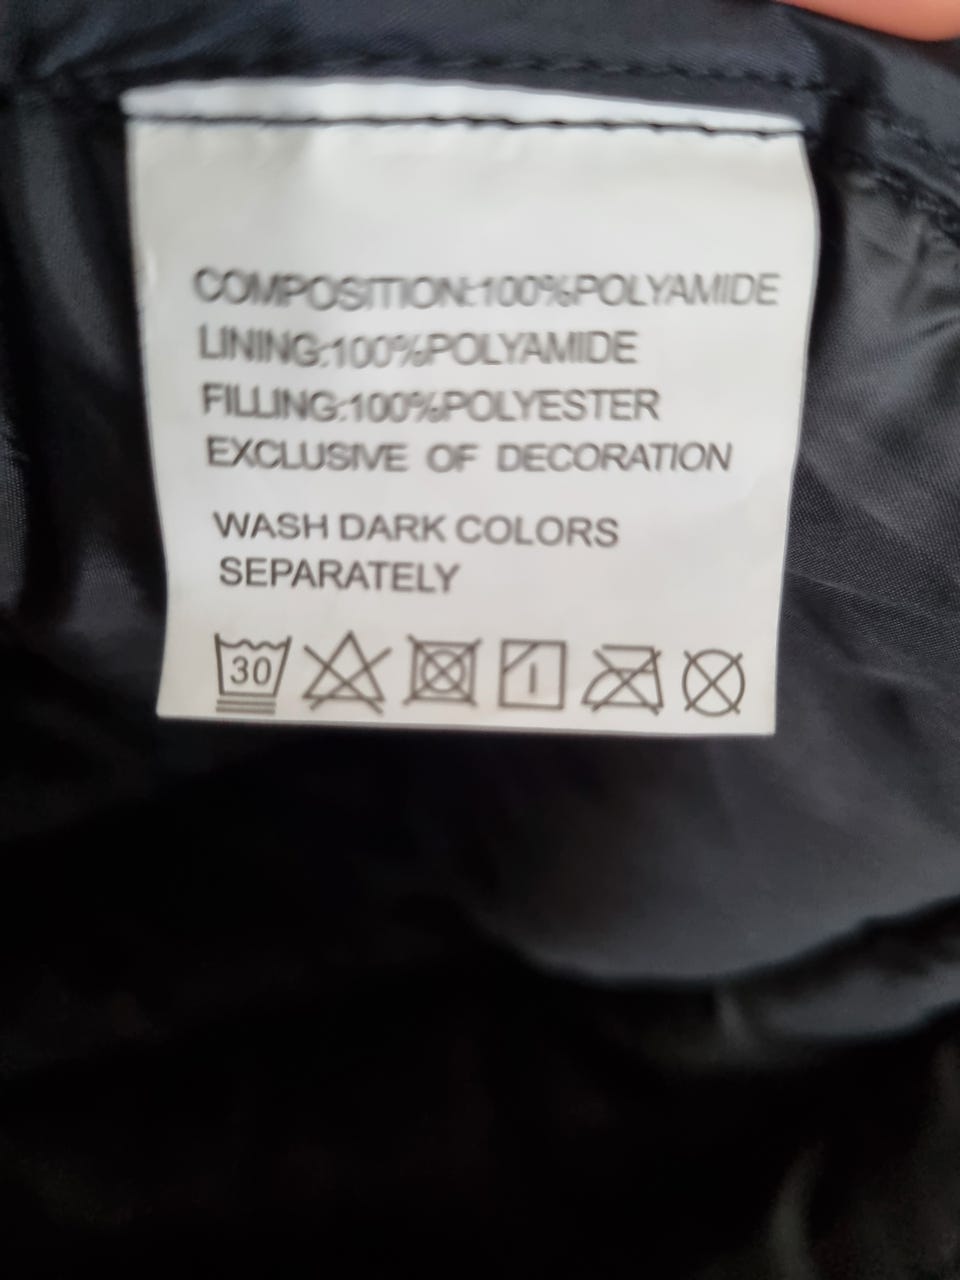 COMPOSITION:100%POLYAMIDE
LINING:100%POLYAMIDE
FILLING:100%POLYESTER
EXCLUSIVE OF DECORATION
WASH DARK COLORS
SEPARATELY
30